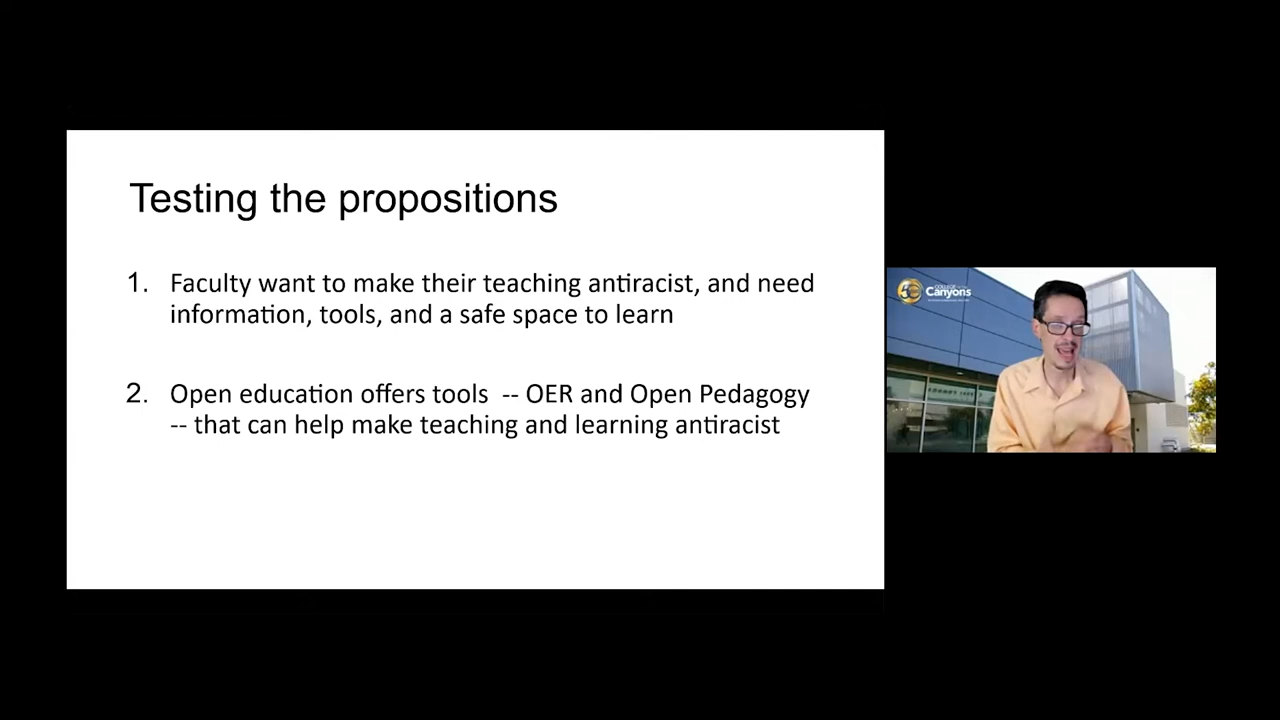 Testing the propositions
1. Faculty want to make their teaching antiracist, and need
information, tools, and a safe space to learn
2. Open education offers tools -- OER and Open Pedagogy
-- that can help make teaching and learning antiracist
Canyons